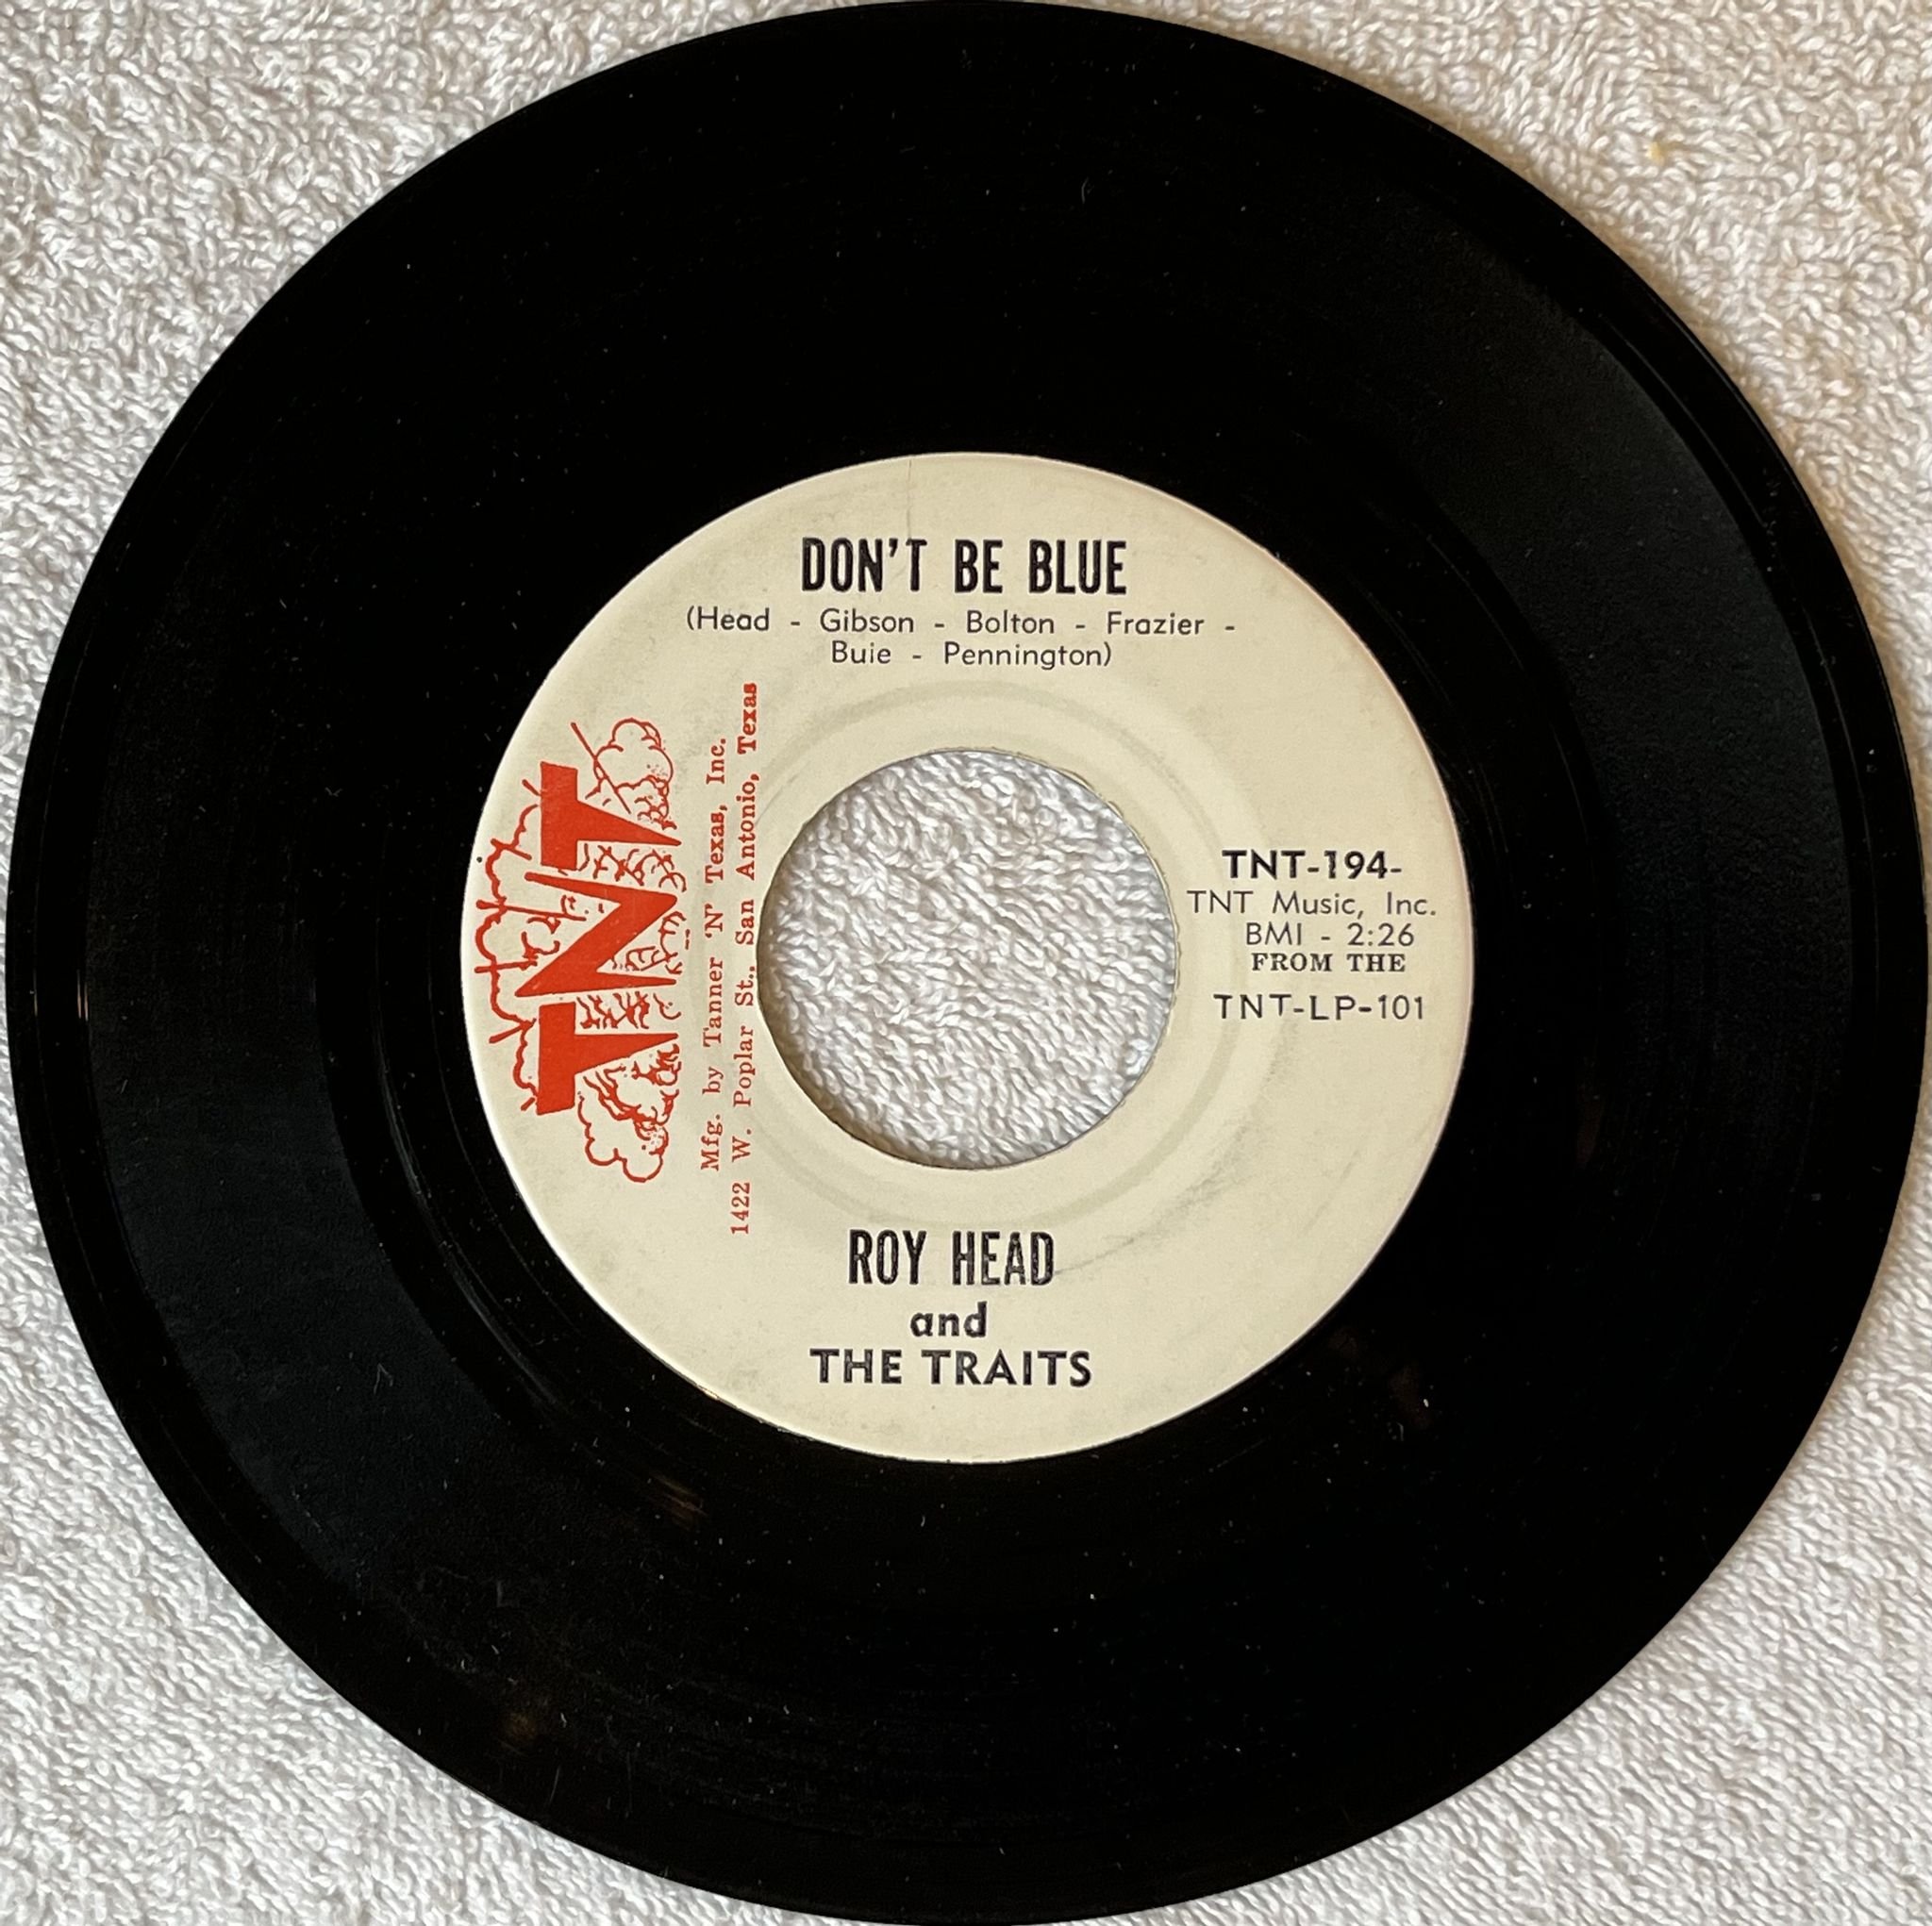 DON'T BE BLUE
(Head - Gibson - Bolton - Frazier -
Buie - Pennington)
TNT
Mfg. by Tanner 'N' Texas, Inc.
1422 W. Poplar St., San Antonio, Texas
TNT-194-
TNT Music, Inc.
BMI - 2:26
FROM THE
TNT-LP-101
ROY HEAD
and
THE TRAITS